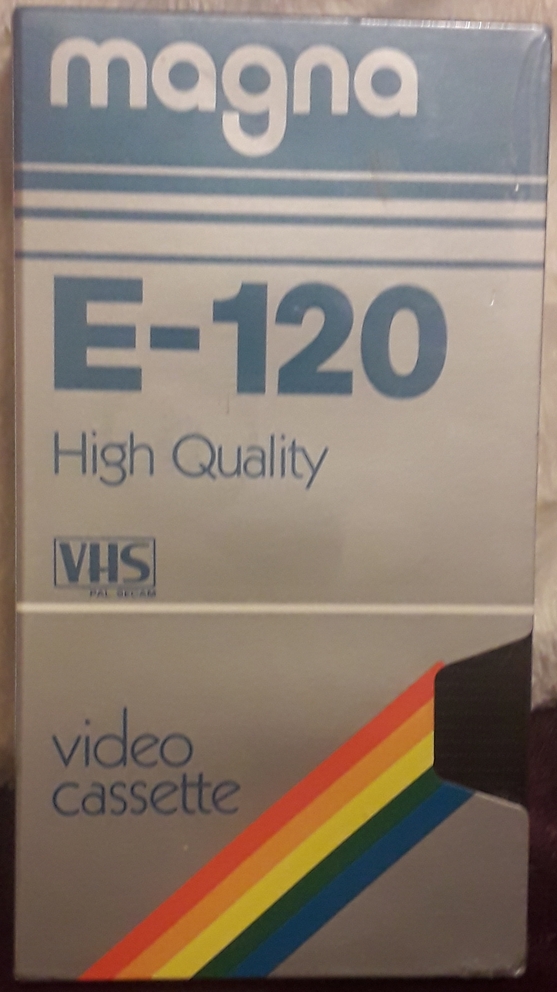 magna
E-120
High Quality
VHS
PAL SECAM
video
cassette